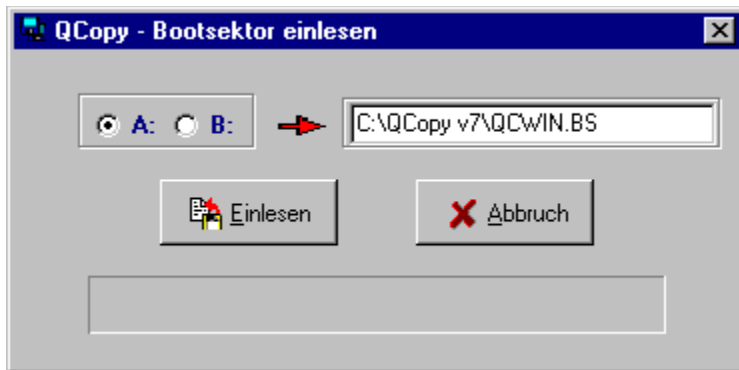 QCopy - Bootsektor einlesen
A: B: C:\QCopy v7\QCWIN.BS
Einlesen Abbruch